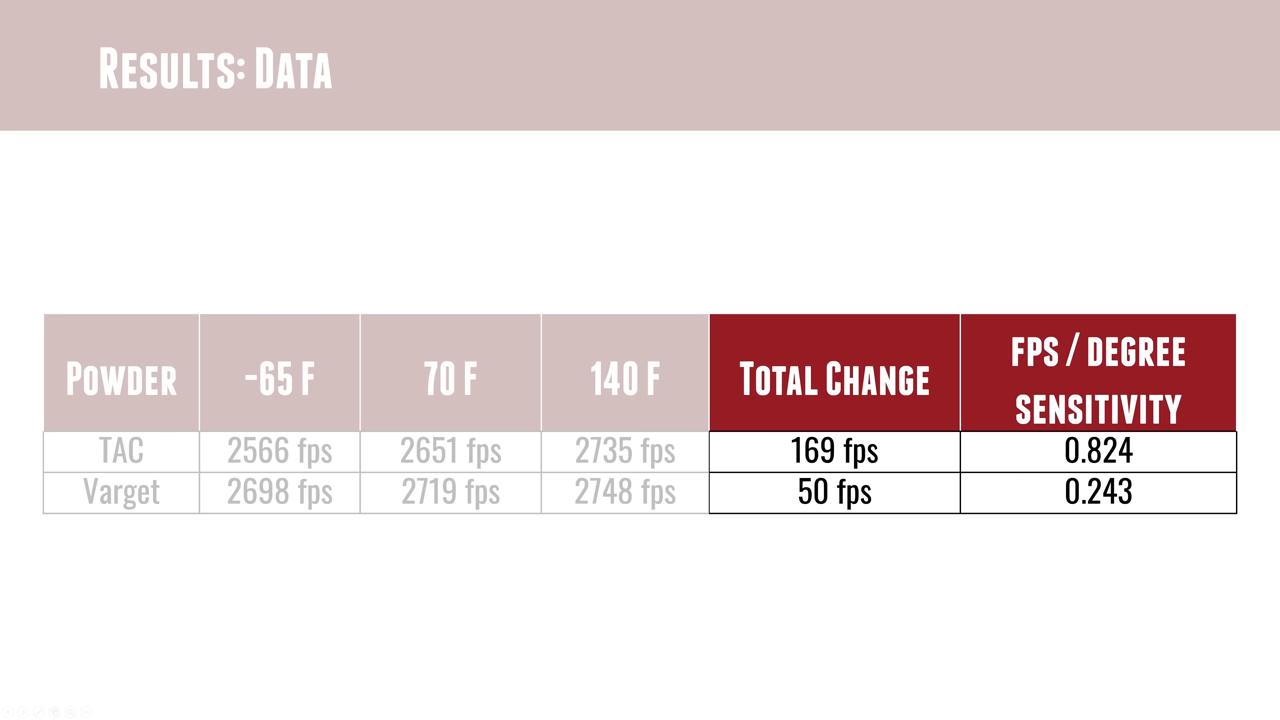 Results: Data
Powder -65 F 70 F 140 F Total Change fps / degree sensitivity
TAC 2566 fps 2651 fps 2735 fps 169 fps 0.824
Varget 2698 fps 2719 fps 2748 fps 50 fps 0.243